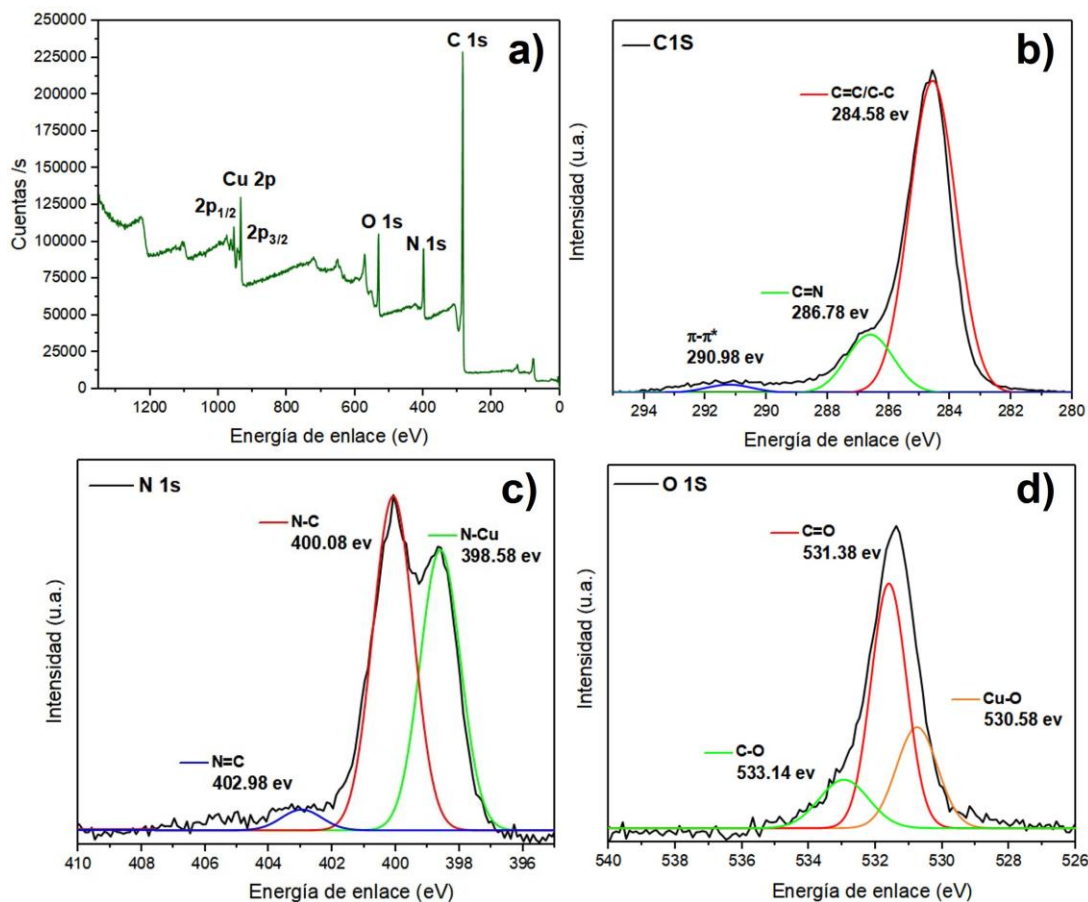 a)
250000
225000
200000
175000
150000
125000
100000
75000
50000
25000
0
Cuentas /s
C 1s
Cu 2p
2p1/2
2p3/2
O 1s
N 1s
1200 1000 800 600 400 200 0
Energía de enlace (eV)
b)
C1S
C=C/C-C
284.58 ev
C=N
286.78 ev
π-π*
290.98 ev
Intensidad (u.a.)
294 292 290 288 286 284 282 280
Energía de enlace (eV)
c)
N 1s
N-C
400.08 ev
N-Cu
398.58 ev
N=C
402.98 ev
Intensidad (u.a.)
410 408 406 404 402 400 398 396
Energía de enlace (eV)
d)
O 1S
C=O
531.38 ev
Cu-O
530.58 ev
C-O
533.14 ev
Intensidad (u.a.)
540 538 536 534 532 530 528 526
Energía de enlace (eV)